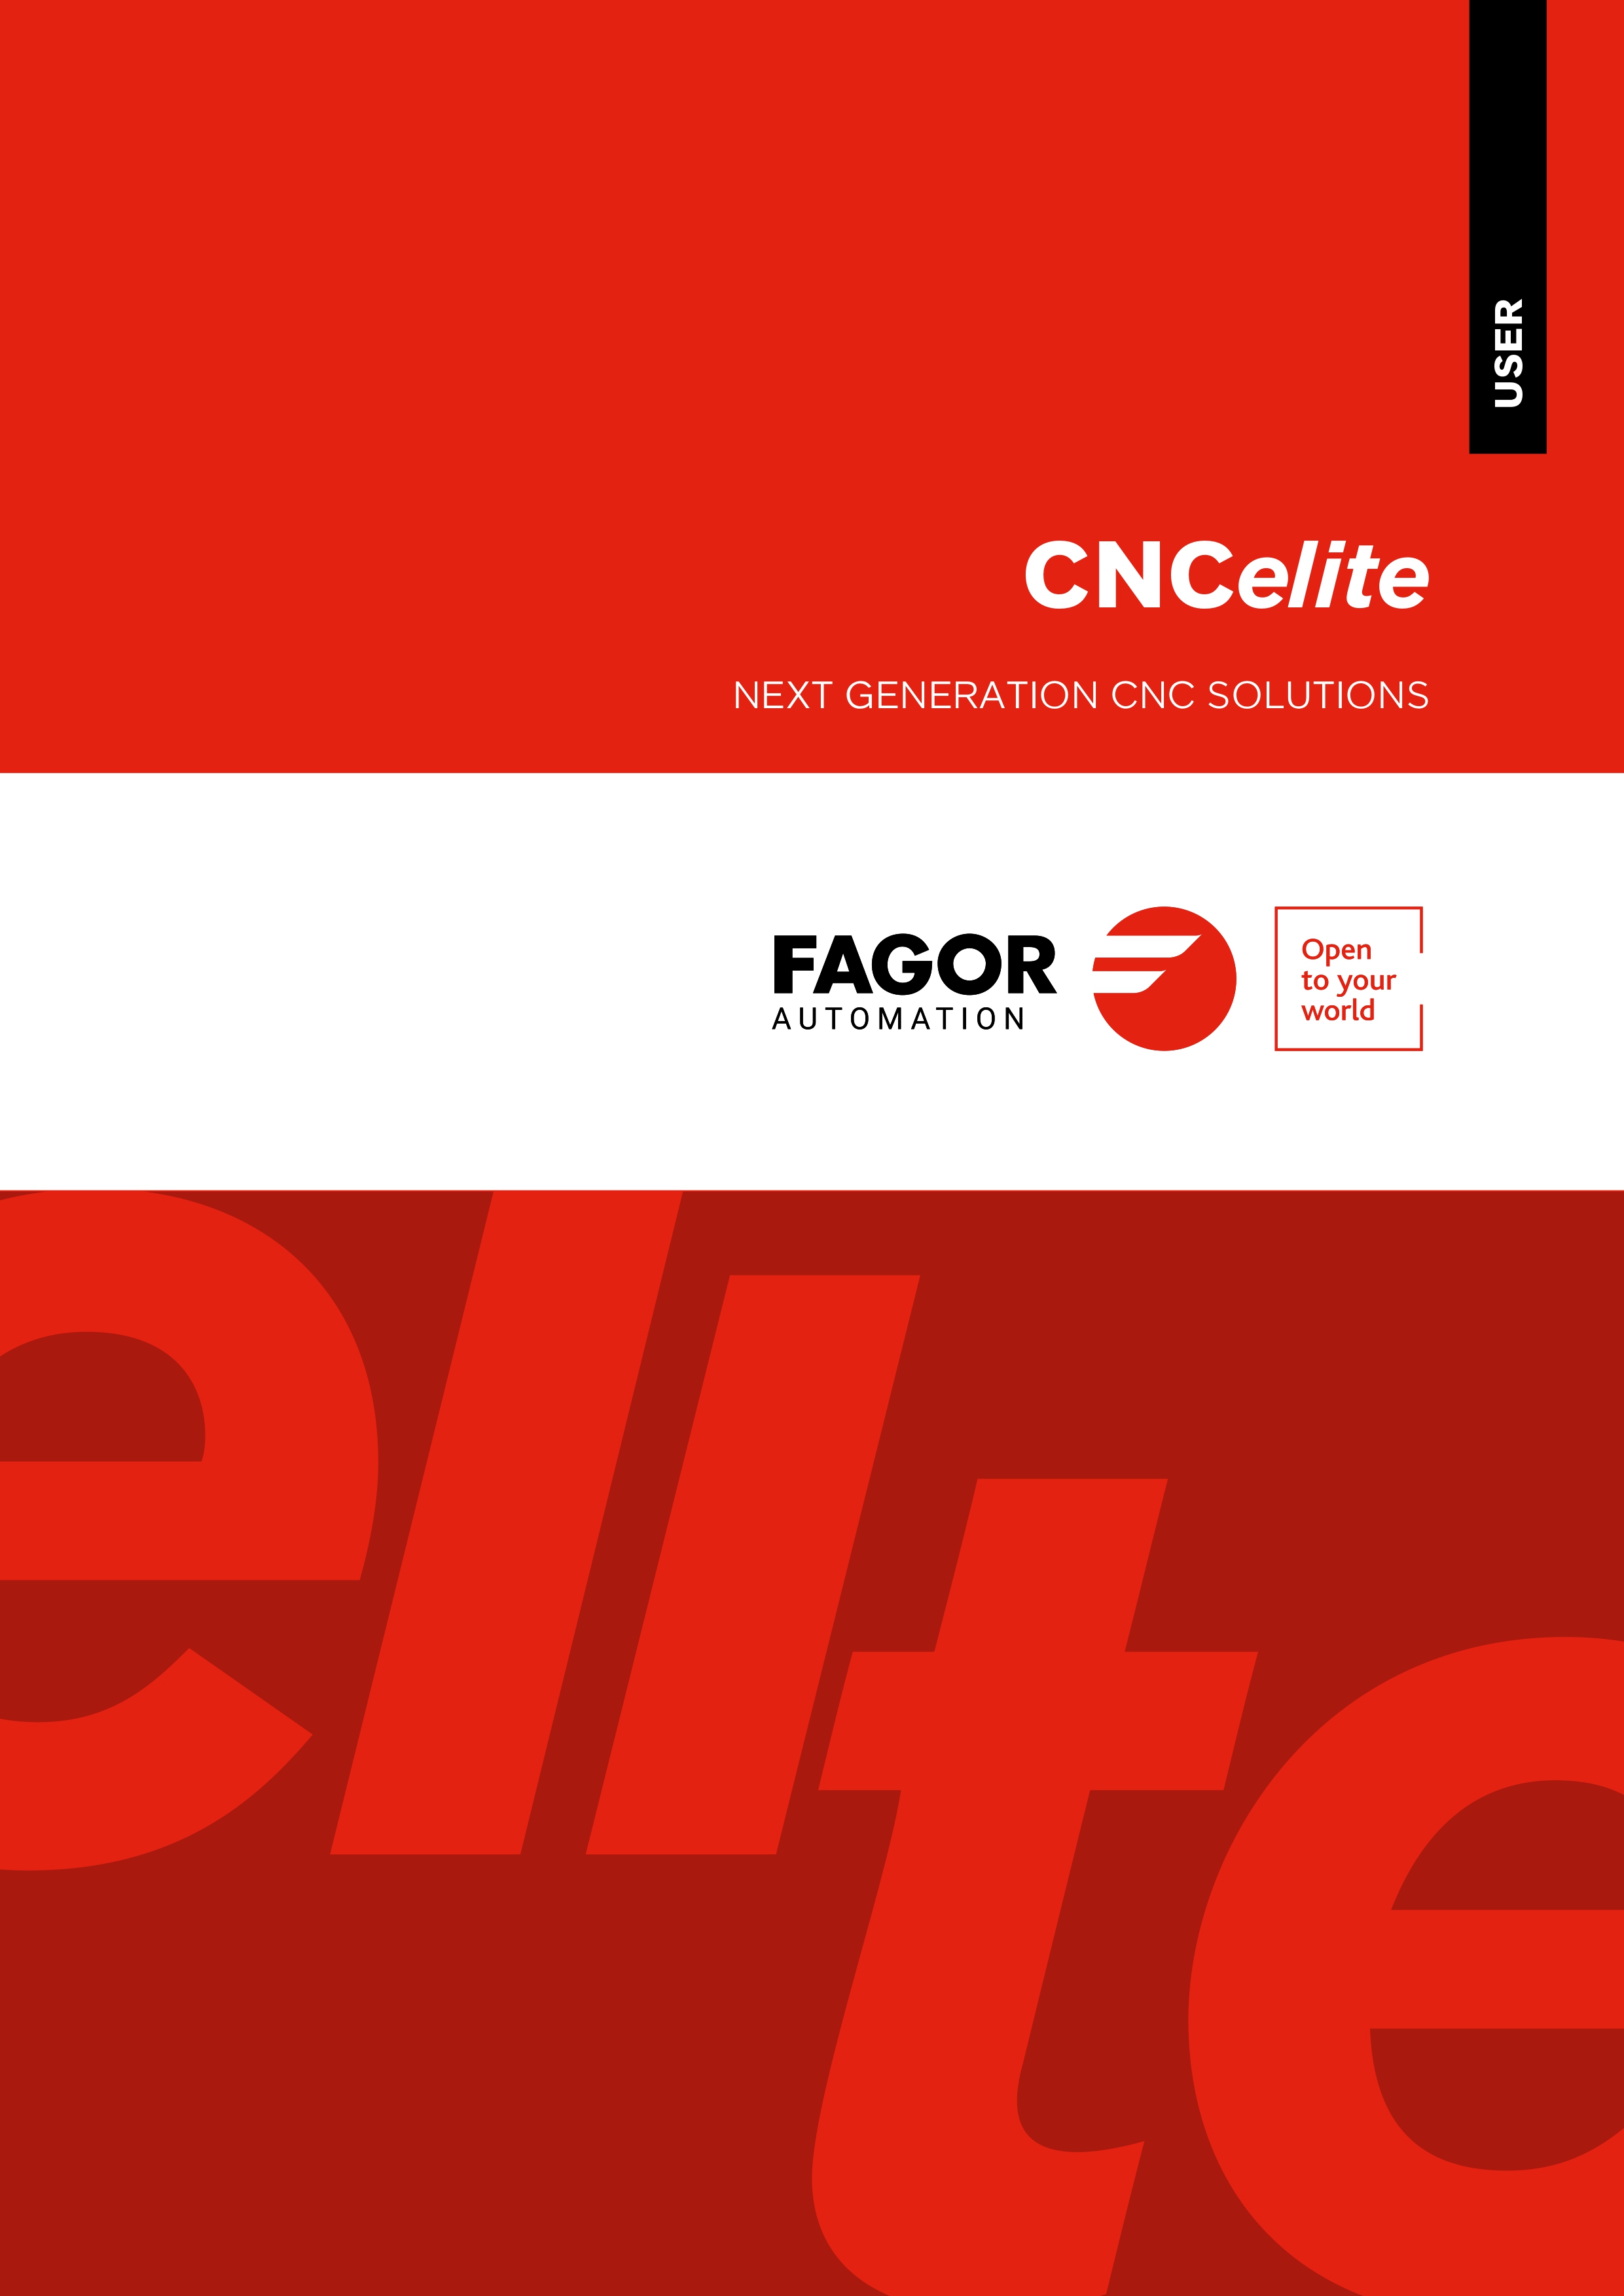 USER
CNCelite
NEXT GENERATION CNC SOLUTIONS
FAGOR
AUTOMATION
Open
to your
world
elite